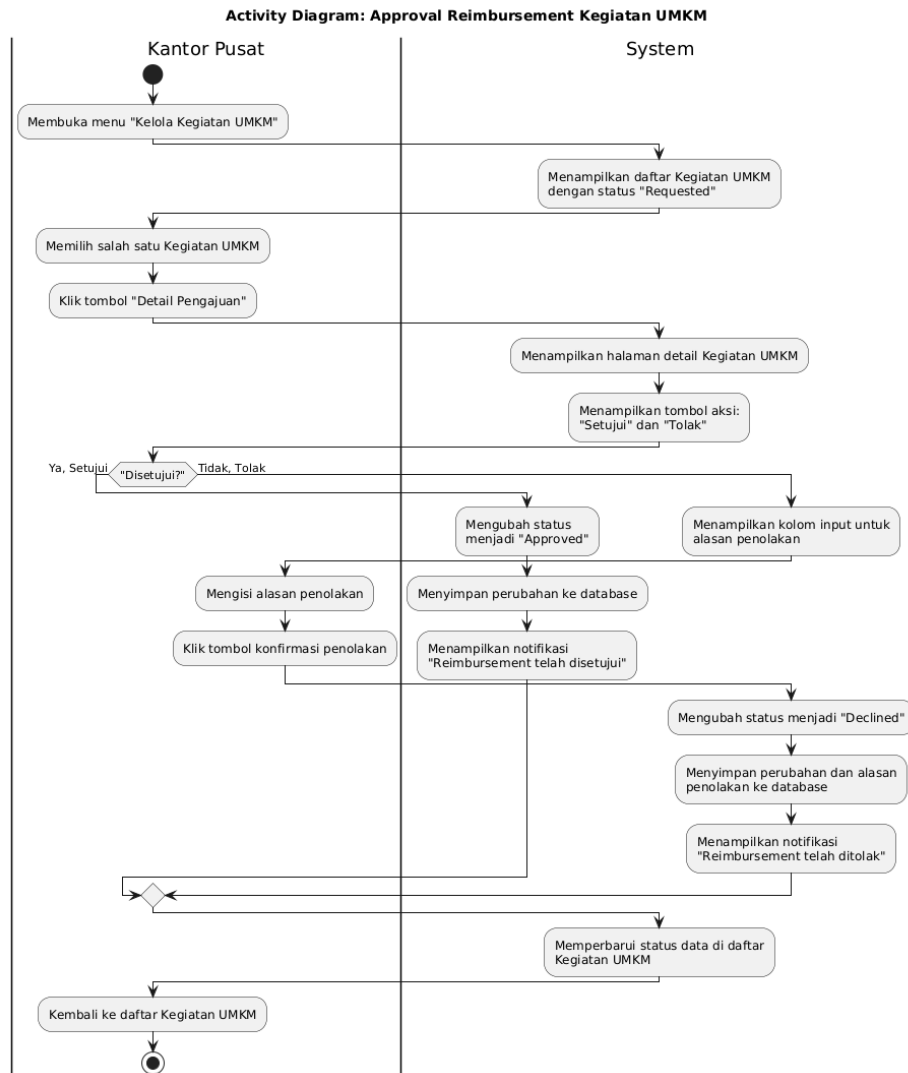 Activity Diagram: Approval Reimbursement Kegiatan UMKM
Kantor Pusat
System
Membuka menu "Kelola Kegiatan UMKM"
Menampilkan daftar Kegiatan UMKM
dengan status "Requested"
Memilih salah satu Kegiatan UMKM
Klik tombol "Detail Pengajuan"
Menampilkan halaman detail Kegiatan UMKM
Menampilkan tombol aksi:
"Setujui" dan "Tolak"
Ya, Setujui
"Disetujui?"
Tidak, Tolak
Mengubah status
menjadi "Approved"
Menampilkan kolom input untuk
alasan penolakan
Mengisi alasan penolakan
Menyimpan perubahan ke database
Klik tombol konfirmasi penolakan
Menampilkan notifikasi
"Reimbursement telah disetujui"
Mengubah status menjadi "Declined"
Menyimpan perubahan dan alasan
penolakan ke database
Menampilkan notifikasi
"Reimbursement telah ditolak"
Memperbarui status data di daftar
Kegiatan UMKM
Kembali ke daftar Kegiatan UMKM